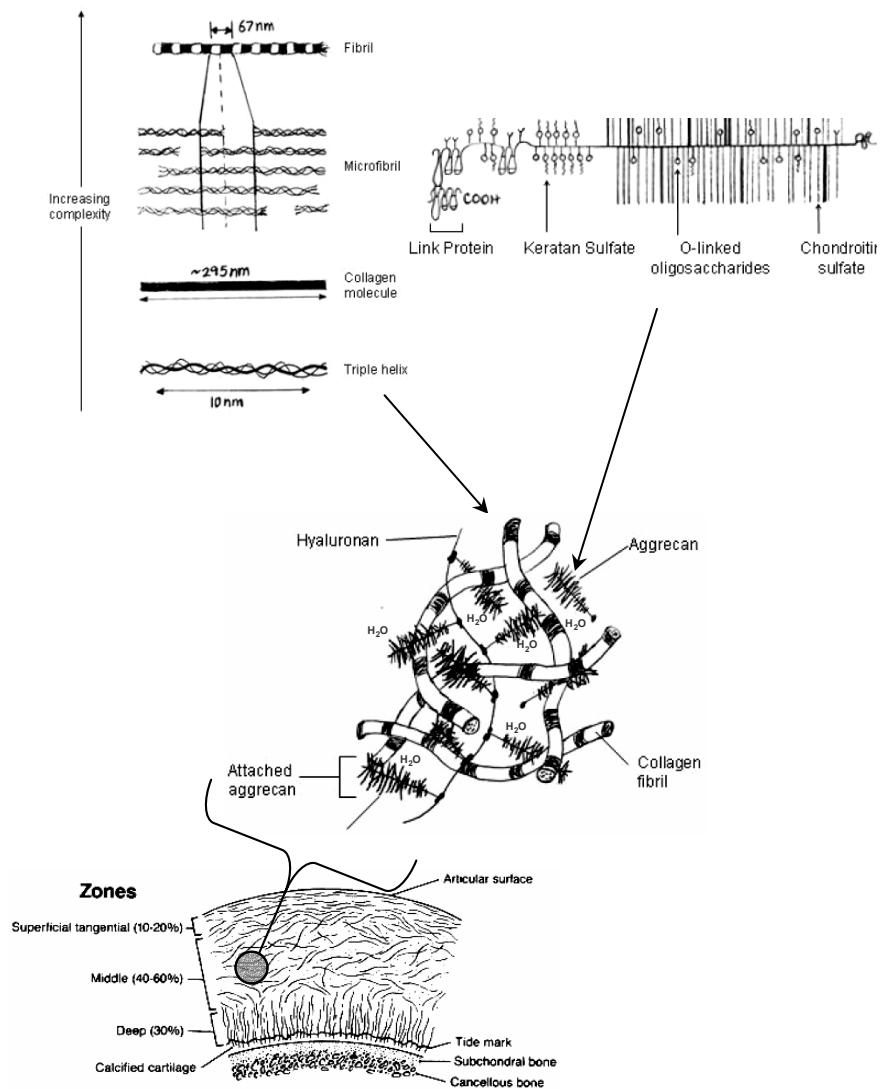 67nm
Fibril
Microfibril
Increasing
complexity
~295nm
Collagen
molecule
Triple helix
10nm
COOH
Link Protein
Keratan Sulfate
O-linked
oligosaccharides
Chondroitin
sulfate
Hyaluronan
Aggrecan
H2O
H2O
H2O
H2O
H2O
H2O
Attached
aggrecan
Collagen
fibril
Zones
Articular surface
Superficial tangential (10-20%)
Middle (40-60%)
Deep (30%)
Calcified cartilage
Tide mark
Subchondral bone
Cancellous bone